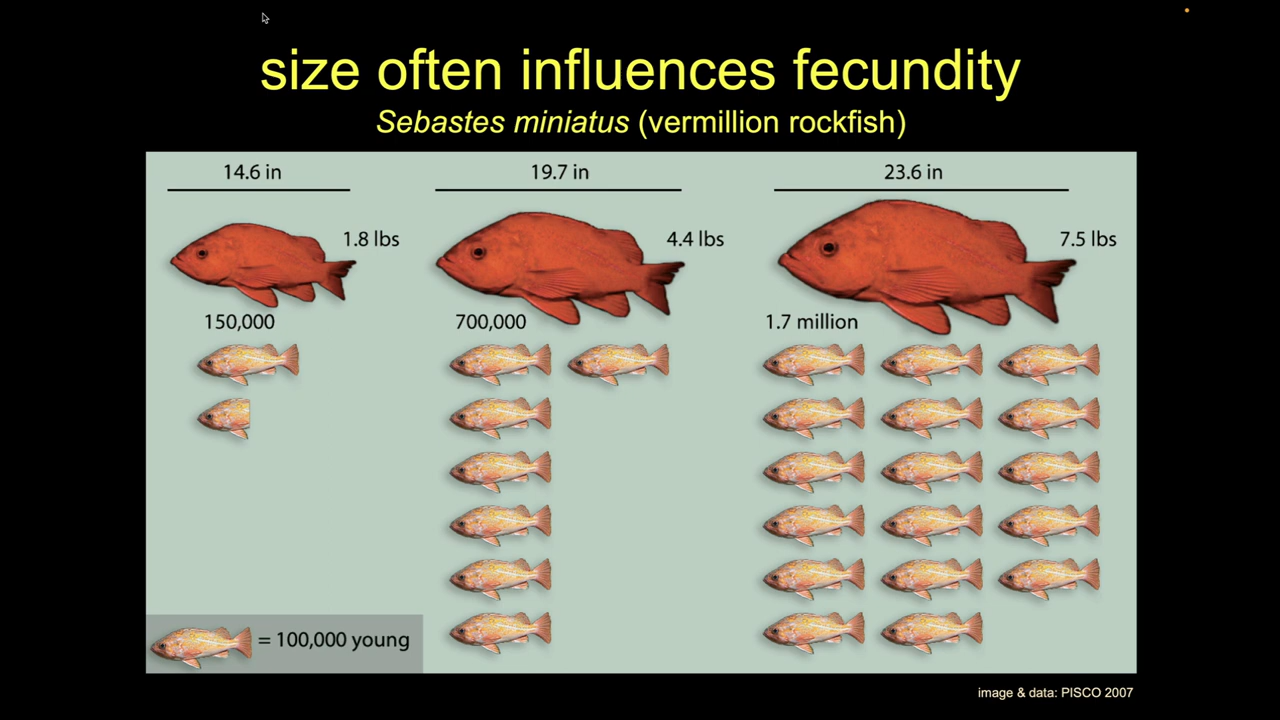 size often influences fecundity
Sebastes miniatus (vermillion rockfish)
14.6 in
19.7 in
23.6 in
1.8 lbs
4.4 lbs
7.5 lbs
150,000
700,000
1.7 million
= 100,000 young
image & data: PISCO 2007